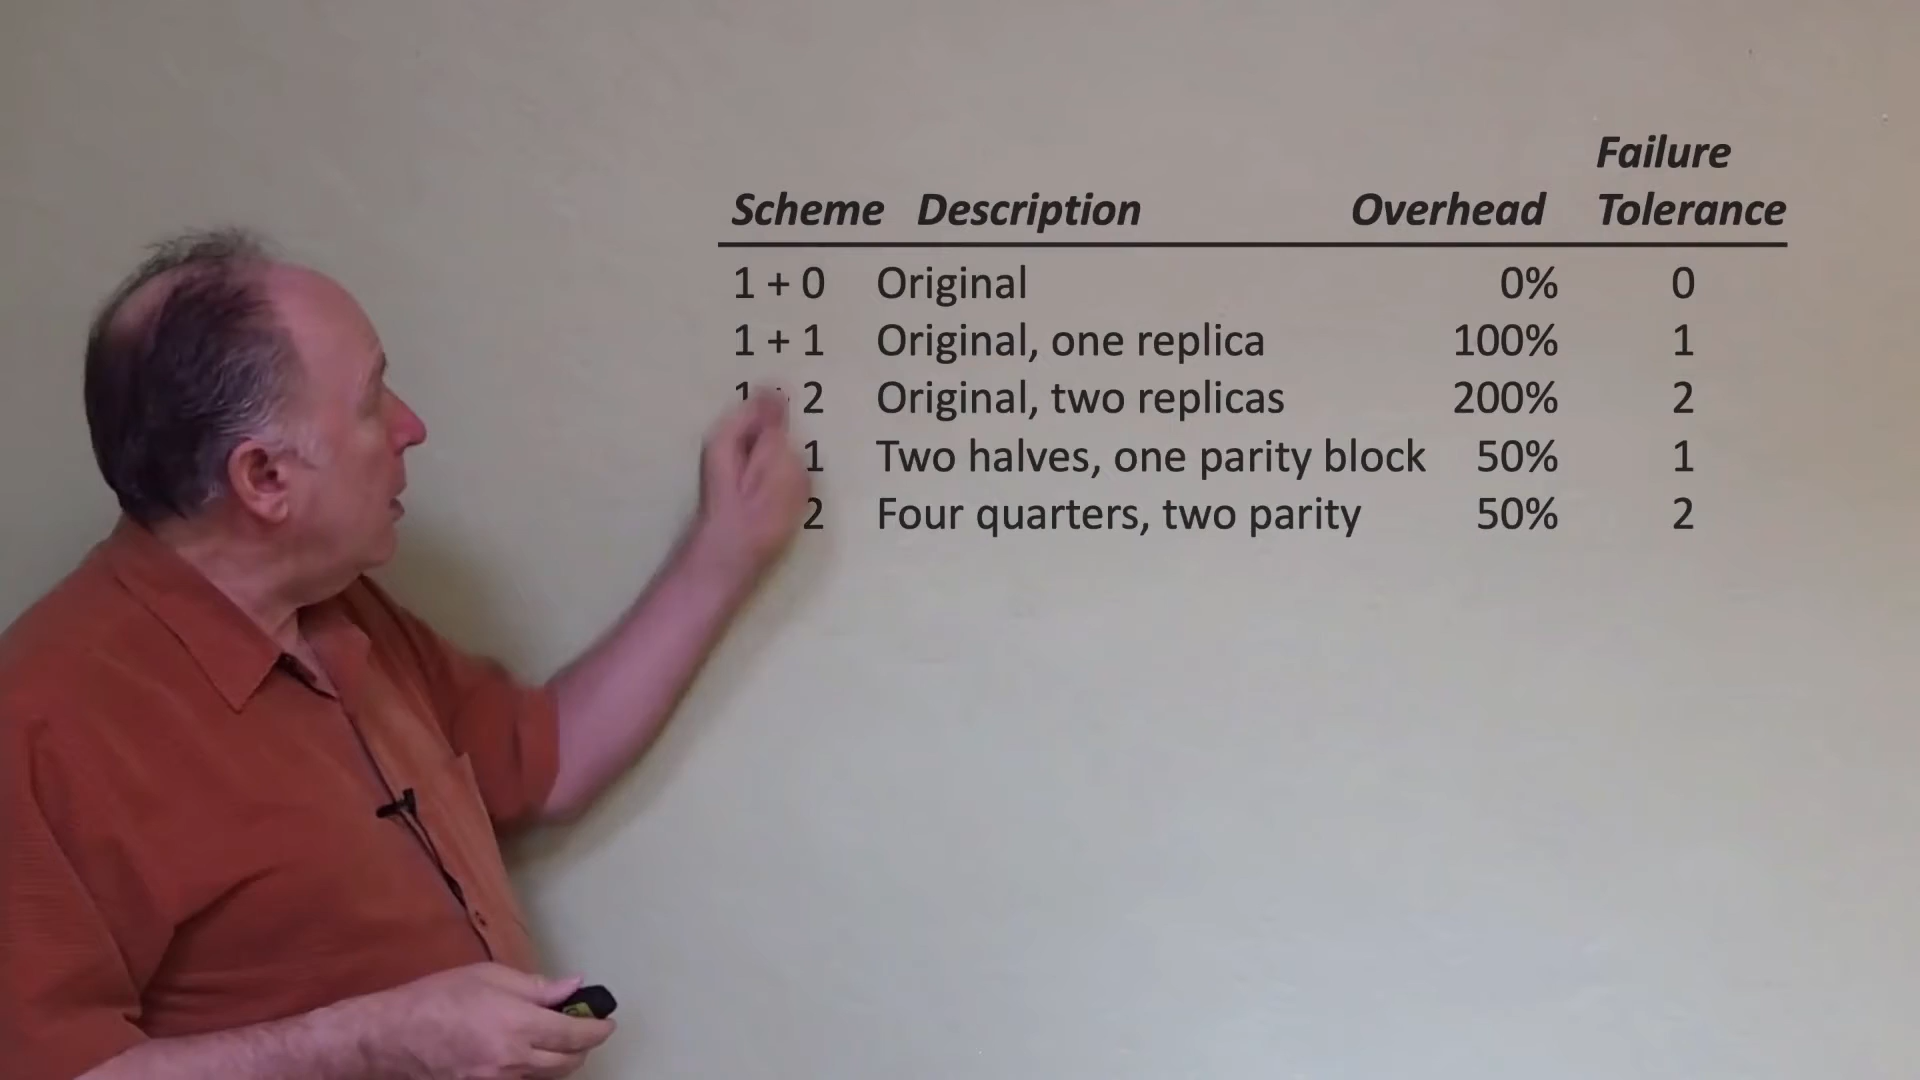 Failure
Scheme Description Overhead Tolerance
1 + 0 Original 0% 0
1 + 1 Original, one replica 100% 1
1 2 Original, two replicas 200% 2
1 Two halves, one parity block 50% 1
2 Four quarters, two parity 50% 2